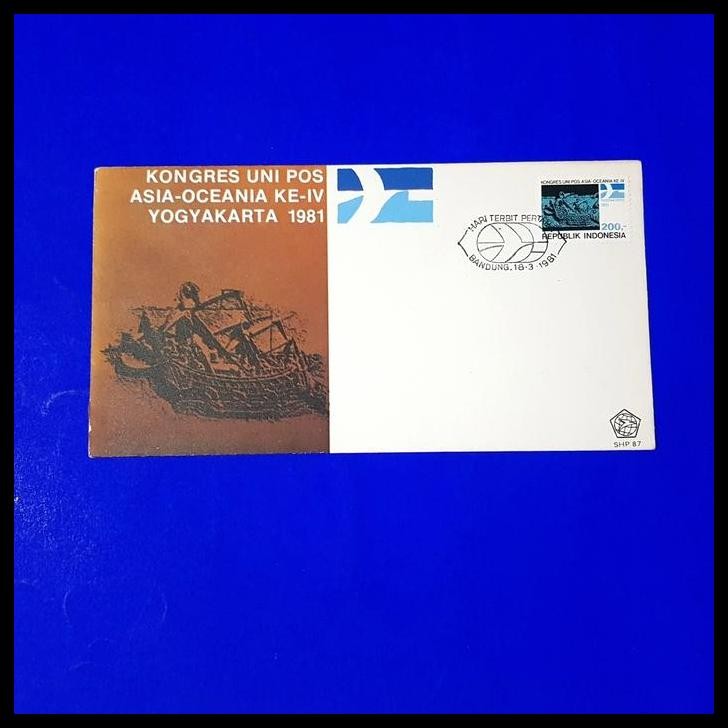 KONGRES UNI POS
ASIA-OCEANIA KE-IV
YOGYAKARTA 1981
KONGRES UNI POS ASIA-OCEANIA KE IV
1981
200.-
REPUBLIK INDONESIA
HARI TERBIT
BANDUNG, 18-3-1981
SHP 87